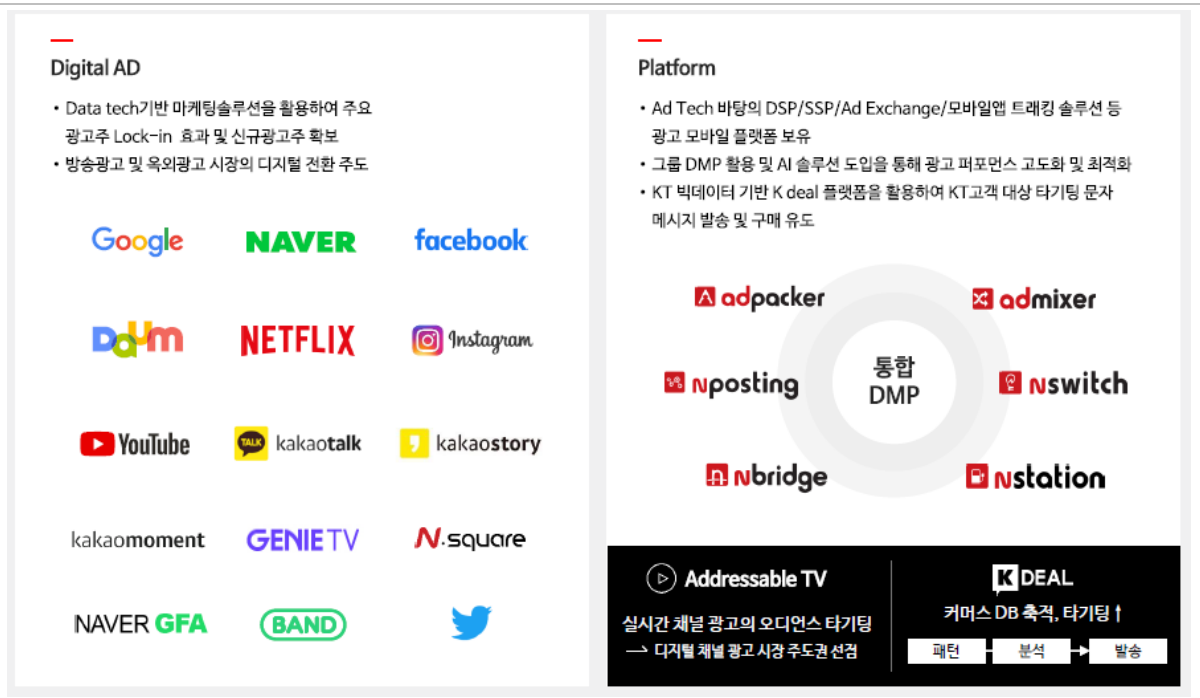 Digital AD
• Data tech기반 마케팅솔루션을 활용하여 주요
광고주 Lock-in 효과 및 신규광고주 확보
• 방송광고 및 옥외광고 시장의 디지털 전환 주도
Google NAVER facebook
Daum NETFLIX Instagram
YouTube TALK kakaotalk kakaostory
kakaomoment GENIE TV N·square
NAVER GFA BAND
Platform
• Ad Tech 바탕의 DSP/SSP/Ad Exchange/모바일앱 트래킹 솔루션 등
광고 모바일 플랫폼 보유
• 그룹 DMP 활용 및 AI 솔루션 도입을 통해 광고 퍼포먼스 고도화 및 최적화
• KT 빅데이터 기반 K deal 플랫폼을 활용하여 KT고객 대상 타기팅 문자
메시지 발송 및 구매 유도
adpacker admixer
Nposting Nswitch
통합
DMP
Nbridge Nstation
Addressable TV
실시간 채널 광고의 오디언스 타기팅
→ 디지털 채널 광고 시장 주도권 선점
K DEAL
커머스 DB 축적, 타기팅↑
패턴 분석 발송